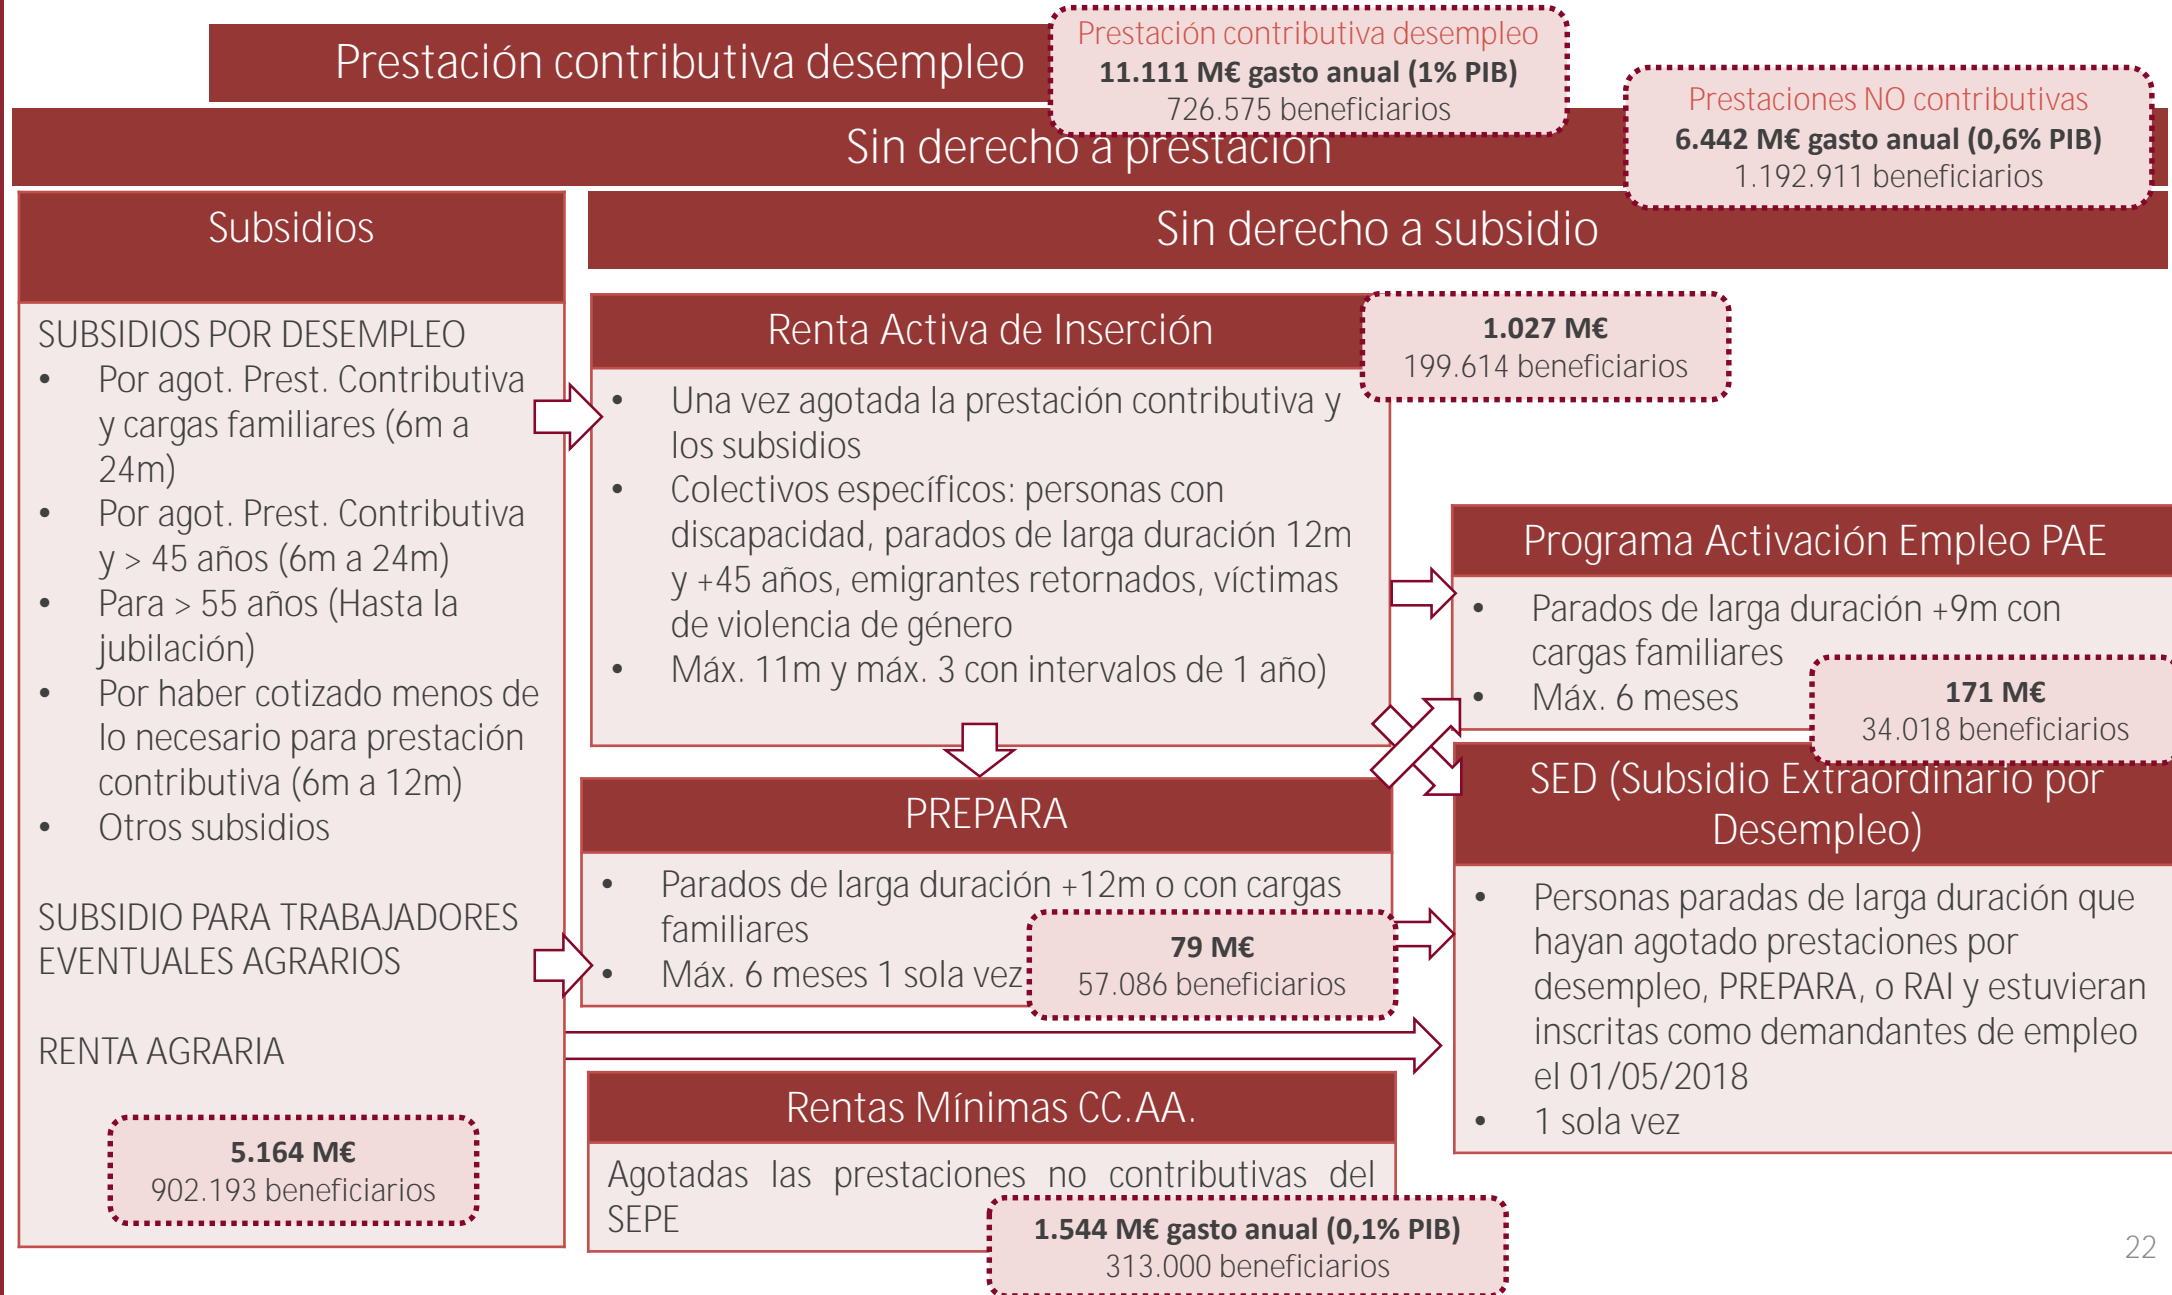 Prestación contributiva desempleo
Prestación contributiva desempleo
11.111 M€ gasto anual (1% PIB)
726.575 beneficiarios
Prestaciones NO contributivas
6.442 M€ gasto anual (0,6% PIB)
1.192.911 beneficiarios
Sin derecho a prestación
Subsidios
Sin derecho a subsidio
SUBSIDIOS POR DESEMPLEO
• Por agot. Prest. Contributiva
y cargas familiares (6m a
24m)
• Por agot. Prest. Contributiva
y > 45 años (6m a 24m)
• Para > 55 años (Hasta la
jubilación)
• Por haber cotizado menos de
lo necesario para prestación
contributiva (6m a 12m)
• Otros subsidios
SUBSIDIO PARA TRABAJADORES
EVENTUALES AGRARIOS
RENTA AGRARIA
5.164 M€
902.193 beneficiarios
Renta Activa de Inserción
1.027 M€
199.614 beneficiarios
• Una vez agotada la prestación contributiva y
los subsidios
• Colectivos específicos: personas con
discapacidad, parados de larga duración 12m
y +45 años, emigrantes retornados, víctimas
de violencia de género
• Máx. 11m y máx. 3 con intervalos de 1 año)
PREPARA
• Parados de larga duración +12m o con cargas
familiares
• Máx. 6 meses 1 sola vez
79 M€
57.086 beneficiarios
Rentas Mínimas CC.AA.
Agotadas las prestaciones no contributivas del
SEPE
1.544 M€ gasto anual (0,1% PIB)
313.000 beneficiarios
Programa Activación Empleo PAE
• Parados de larga duración +9m con
cargas familiares
• Máx. 6 meses
171 M€
34.018 beneficiarios
SED (Subsidio Extraordinario por
Desempleo)
• Personas paradas de larga duración que
hayan agotado prestaciones por
desempleo, PREPARA, o RAI y estuvieran
inscritas como demandantes de empleo
el 01/05/2018
• 1 sola vez
22